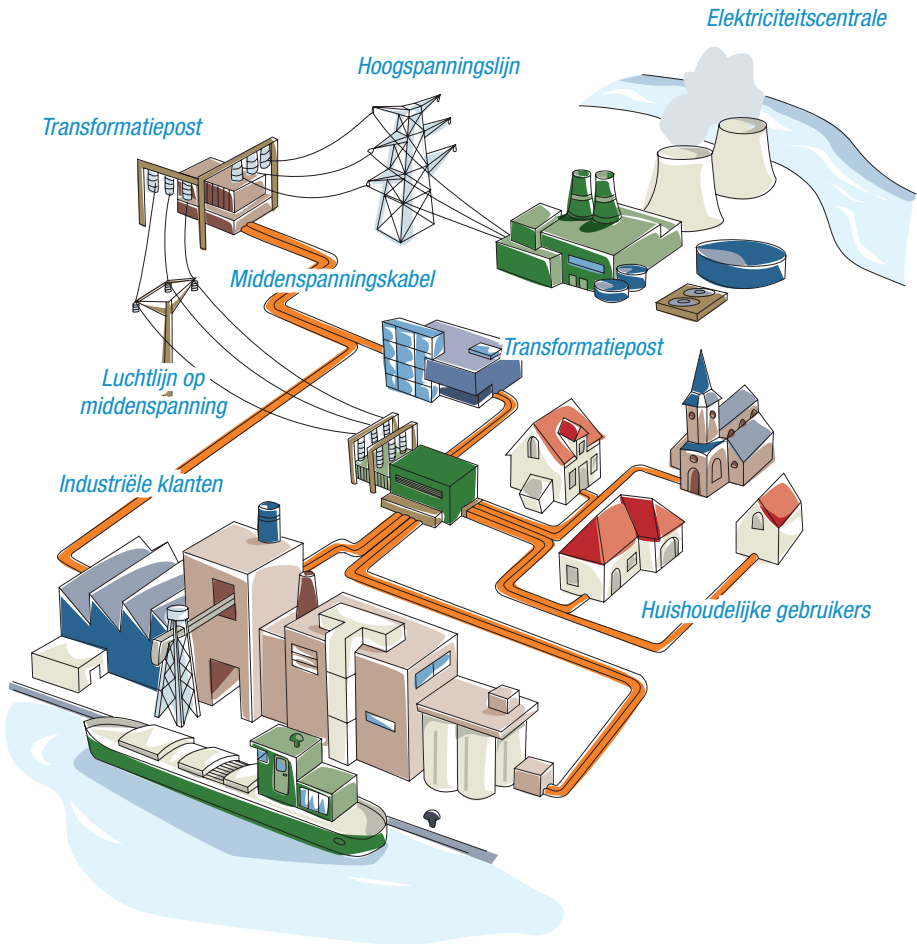 Elektriciteitscentrale
Hoogspanningslijn
Transformatiepost
Middenspanningskabel
Transformatiepost
Luchtlijn op
middenspanning
Industriële klanten
Huishoudelijke gebruikers